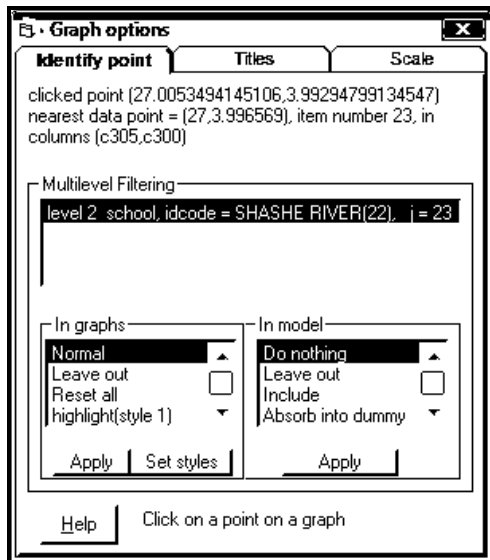 Graph options
Identify point Titles Scale
clicked point (27.0053494145106,3.99294799134547)
nearest data point = (27,3.996569), item number 23, in
columns (c305,c300)
Multilevel Filtering
level 2 school, idcode = SHASHE RIVER(22), j = 23
In graphs
Normal
Leave out
Reset all
highlight(style 1)
Apply Set styles
In model
Do nothing
Leave out
Include
Absorb into dummy
Apply
Help Click on a point on a graph